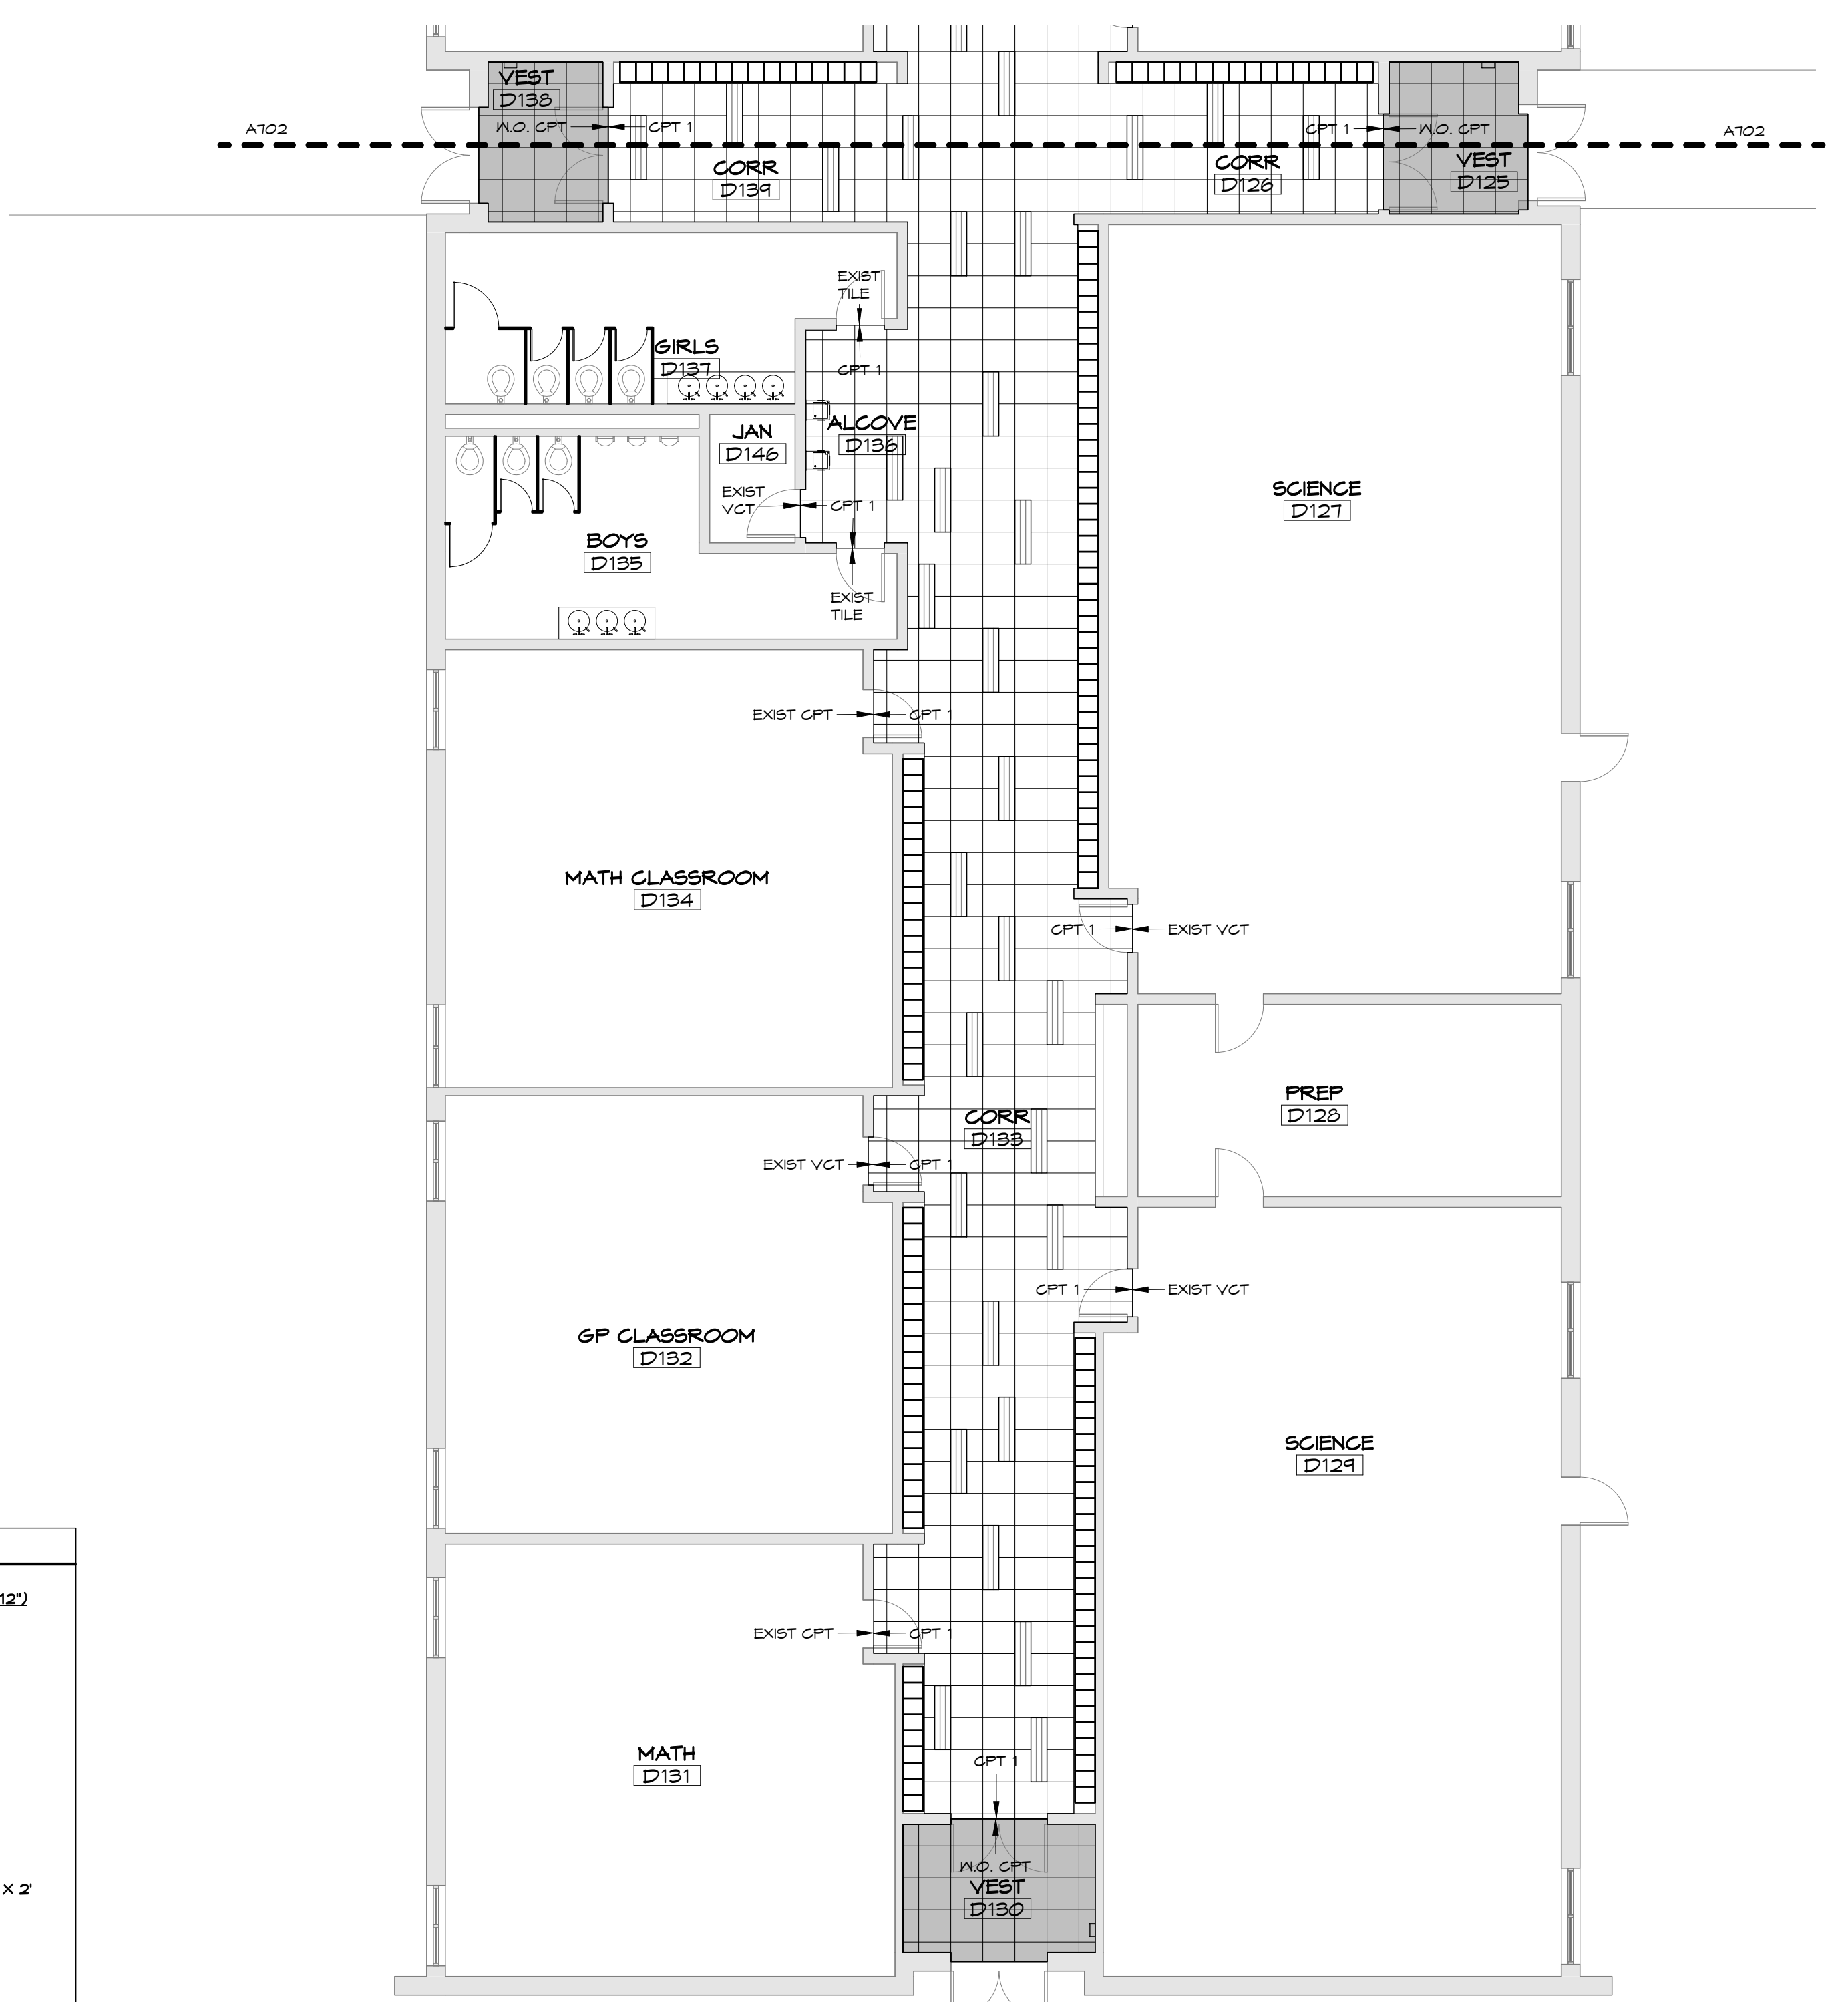 VEST
D138
W.O. CPT
CPT 1
A702
CORR
D139
CPT 1
W.O. CPT
CORR
D126
VEST
D125
A702
EXIST
TILE
GIRLS
D137
CPT 1
JAN
D146
ALCOVE
D136
EXIST
VCT
CPT 1
SCIENCE
D127
BOYS
D135
EXIST
TILE
EXIST CPT
CPT 1
MATH CLASSROOM
D134
CPT 1
EXIST VCT
PREP
D128
CORR
D133
EXIST VCT
CPT 1
CPT 1
EXIST VCT
GP CLASSROOM
D132
SCIENCE
D129
12")
EXIST CPT
CPT 1
MATH
D131
CPT 1
W.O. CPT
VEST
D130
X 2'